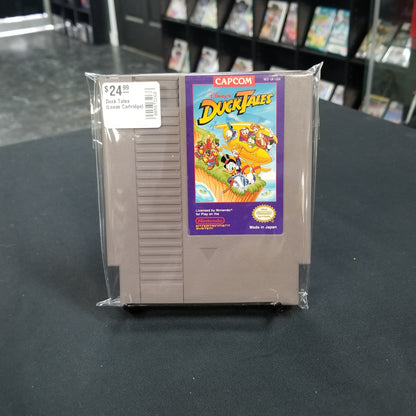 $24.99
Duck Tales
(Loose Cartridge)
CAPCOM
Disney's
DUCKTALES
Licensed by Nintendo®
for Play on the
Nintendo
ENTERTAINMENT
SYSTEM®
Made in Japan